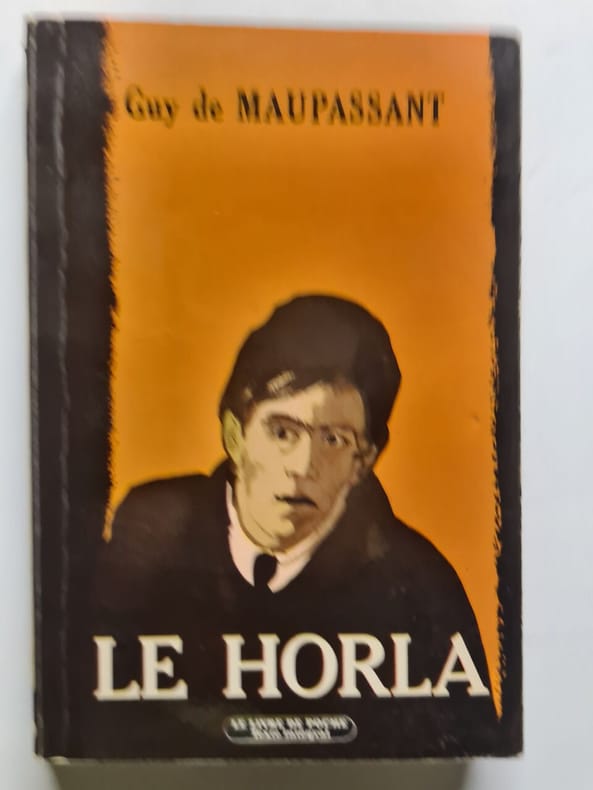 Guy de MAUPASSANT
LE HORLA
LE LIVRE DE POCHE